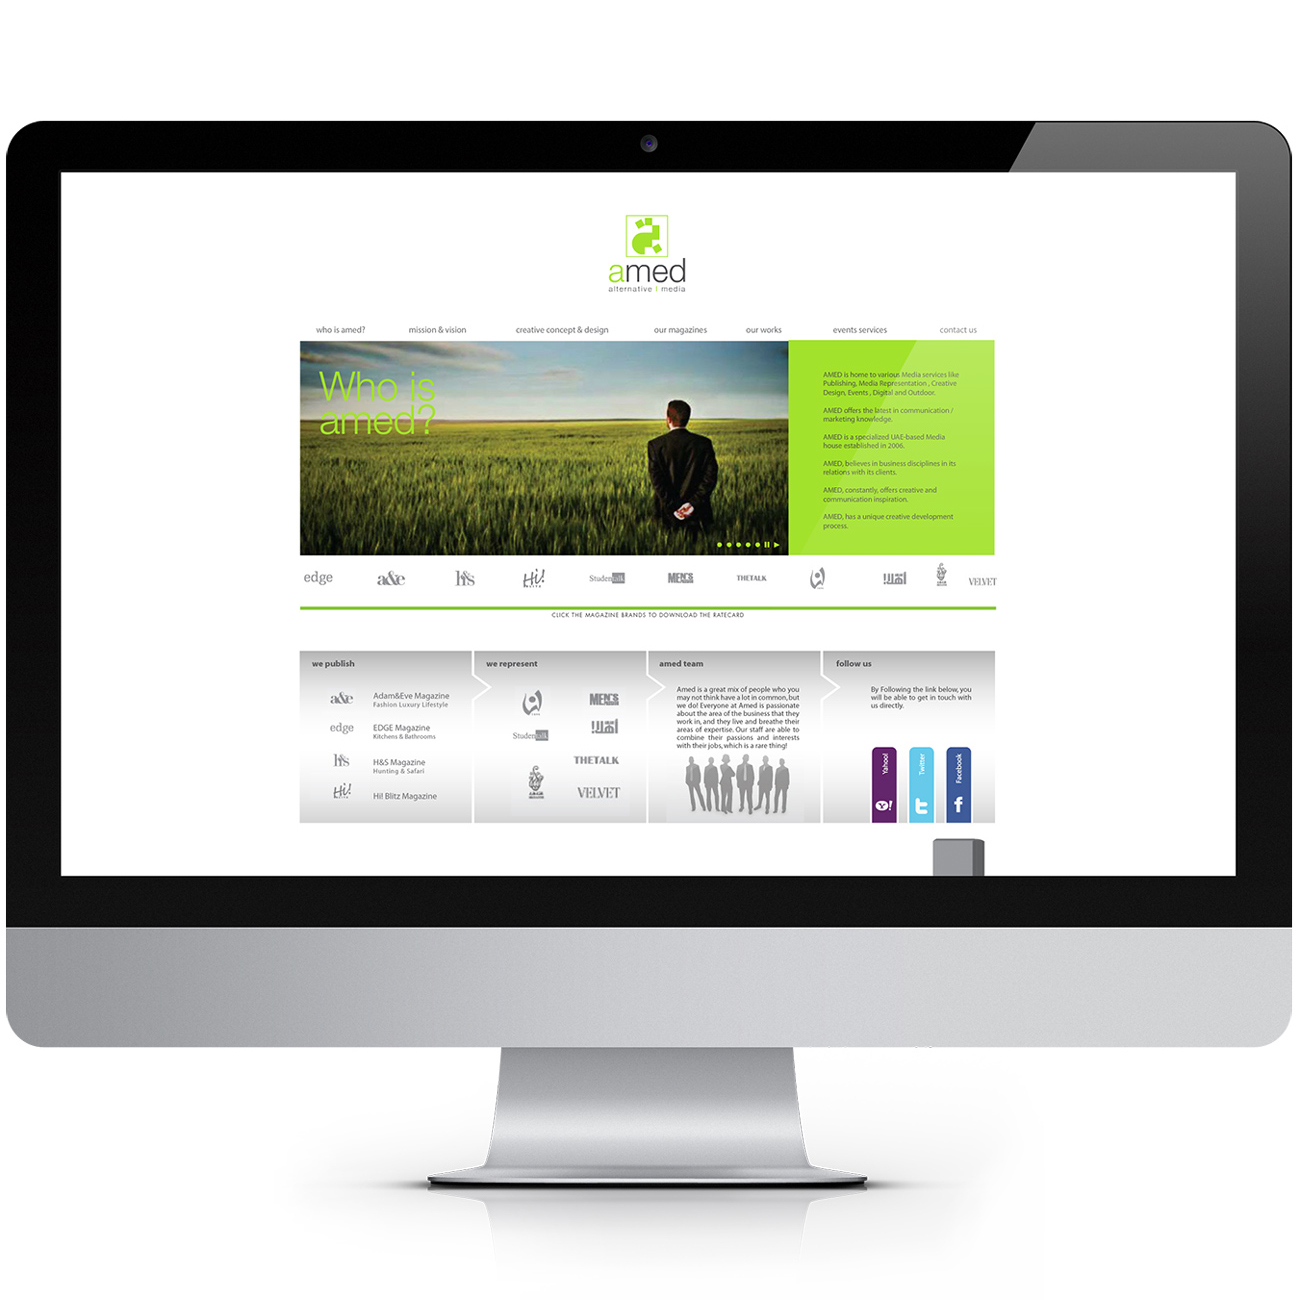 amed
alternative | media
who is amed?
mission & vision
creative concept & design
our magazines
our works
events services
contact us
Who is
amed?
AMED is home to various Media services like
Publishing, Media Representation , Creative
Design, Events , Digital and Outdoor.
AMED offers the latest in communication /
marketing knowledge.
AMED is a specialized UAE-based Media
house established in 2006.
AMED, believes in business disciplines in its
relations with its clients.
AMED, constantly, offers creative and
communication inspiration.
AMED, has a unique creative development
process.
edge
a&e
h&s
Hi!
Studentalk
MEN'S
THETALK
أهلا!
VELVET
CLICK THE MAGAZINE BRANDS TO DOWNLOAD THE RATECARD
we publish
a&e
Adam&Eve Magazine
Fashion Luxury Lifestyle
edge
EDGE Magazine
Kitchens & Bathrooms
h&s
H&S Magazine
Hunting & Safari
Hi!
Hi! Blitz Magazine
we represent
MEN'S
Studentalk
أهلا!
THETALK
VELVET
amed team
Amed is a great mix of people who you
may not think have a lot in common, but
we do! Everyone at Amed is passionate
about the area of the business that they
work in, and they live and breathe their
areas of expertise. Our staff are able to
combine their passions and interests
with their jobs, which is a rare thing!
follow us
By Following the link below, you
will be able to get in touch with
us directly.
Yahoo!
Y!
Twitter
t
Facebook
f